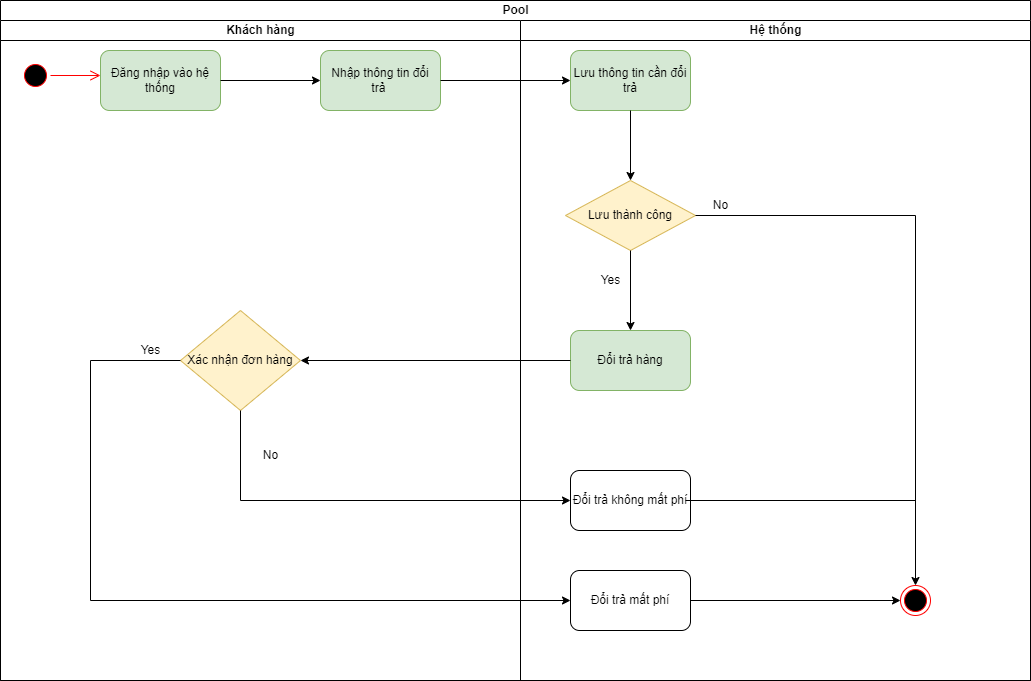 Pool
Khách hàng
Hệ thống
Đăng nhập vào hệ
thống
Nhập thông tin đổi
trả
Lưu thông tin cần đổi
trả
Lưu thành công
No
Yes
Đổi trả hàng
Xác nhận đơn hàng
Yes
No
Đổi trả không mất phí
Đổi trả mất phí